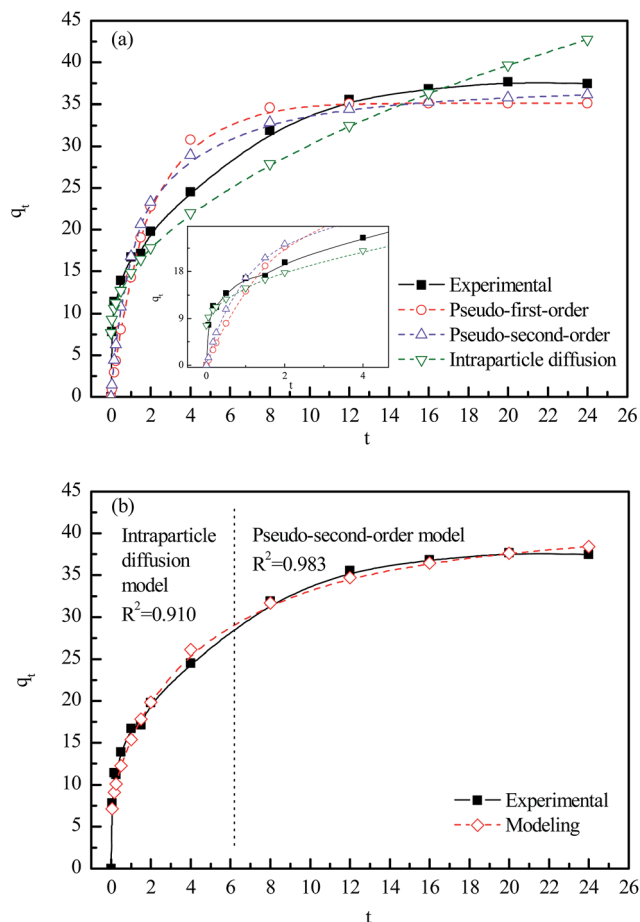 (a)
45
40
35
30
25
20
15
10
5
0
q_t
18
9
0
q_t
0 2 4
t
Experimental
Pseudo-first-order
Pseudo-second-order
Intraparticle diffusion
0 2 4 6 8 10 12 14 16 18 20 22 24 26
t
(b)
45
40
35
30
25
20
15
10
5
0
q_t
Intraparticle
diffusion
model
R²=0.910
Pseudo-second-order model
R²=0.983
Experimental
Modeling
0 2 4 6 8 10 12 14 16 18 20 22 24 26
t